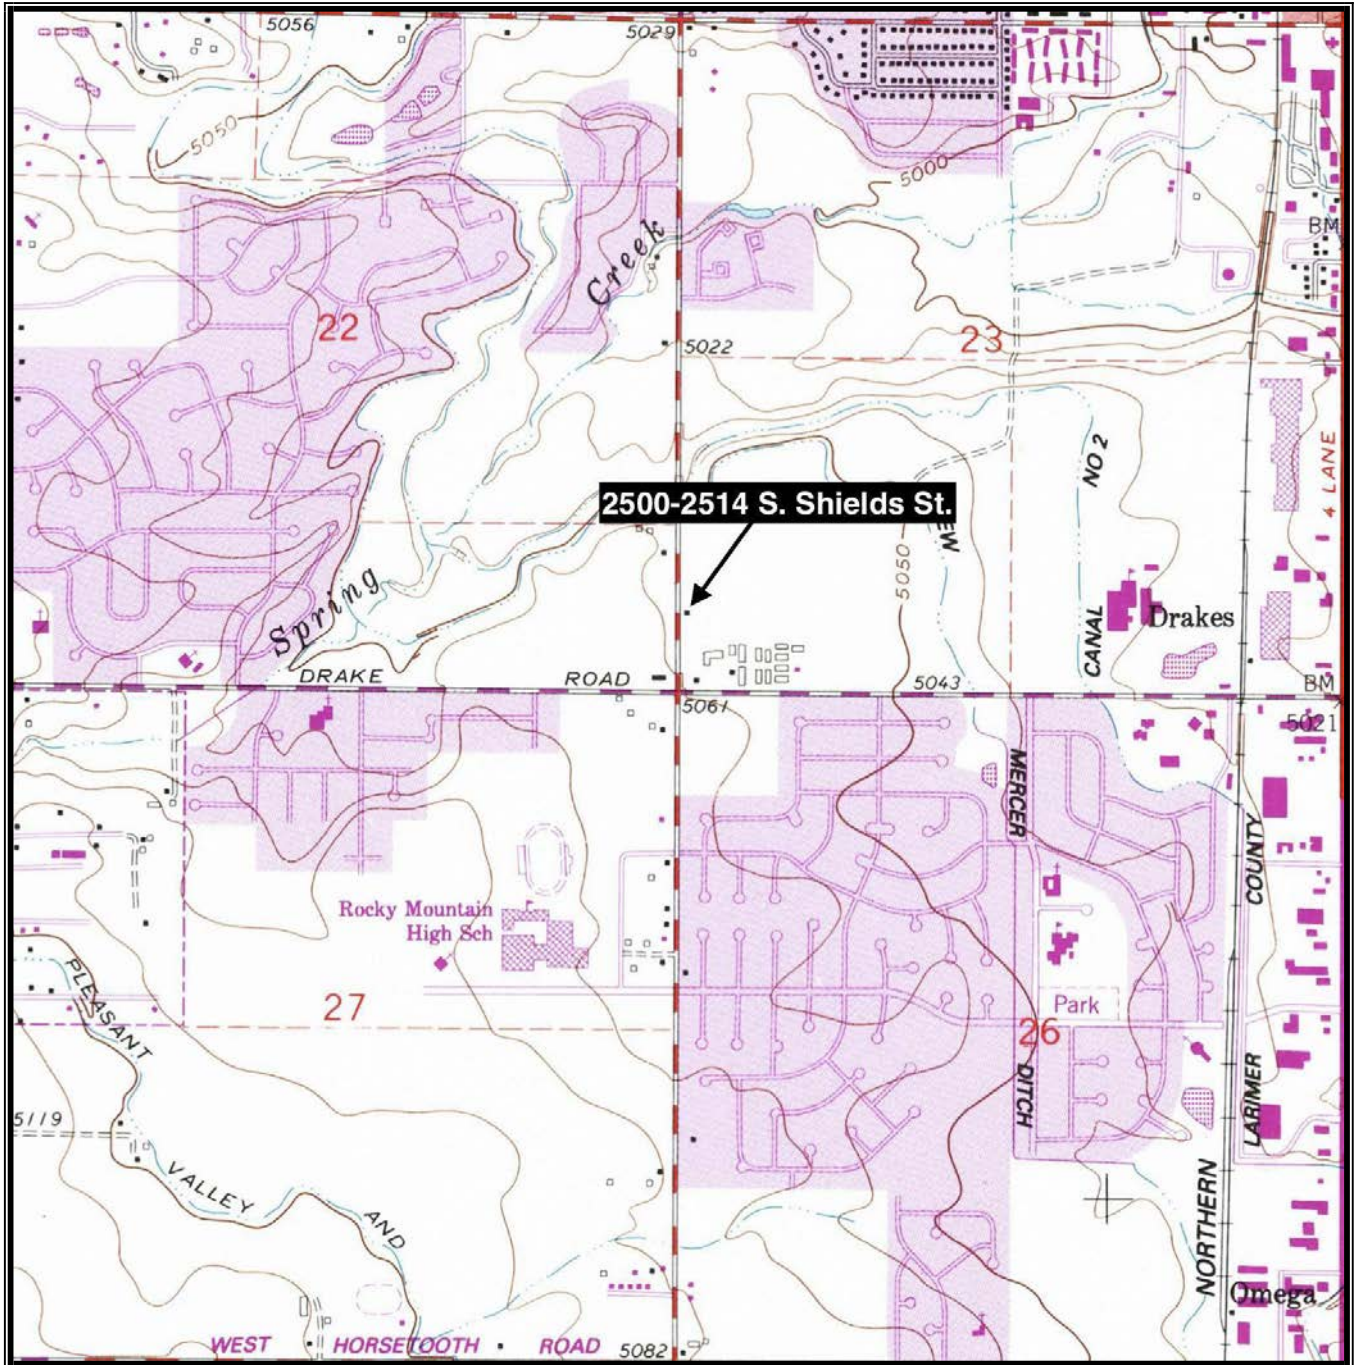 5056
5029
5050
5000
Creek
BM
22
5022
23
NO 2
4 LANE
2500-2514 S. Shields St.
EW
5050
Spring
CANAL
Drakes
DRAKE ROAD
5043
BM
5061
5021
MERCER
COUNTY
Rocky Mountain
High Sch
PLEASANT
27
Park
26
DITCH
LARIMER
5119
VALLEY
AND
NORTHERN
Omega
WEST HORSETOOTH ROAD
5082